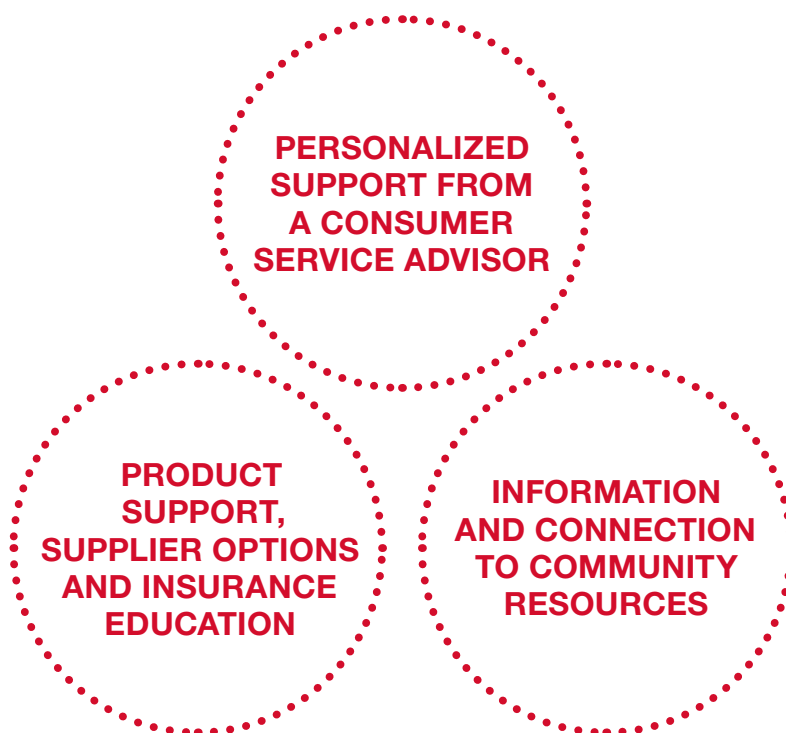 PERSONALIZED
SUPPORT FROM
A CONSUMER
SERVICE ADVISOR
PRODUCT
SUPPORT,
SUPPLIER OPTIONS
AND INSURANCE
EDUCATION
INFORMATION
AND CONNECTION
TO COMMUNITY
RESOURCES